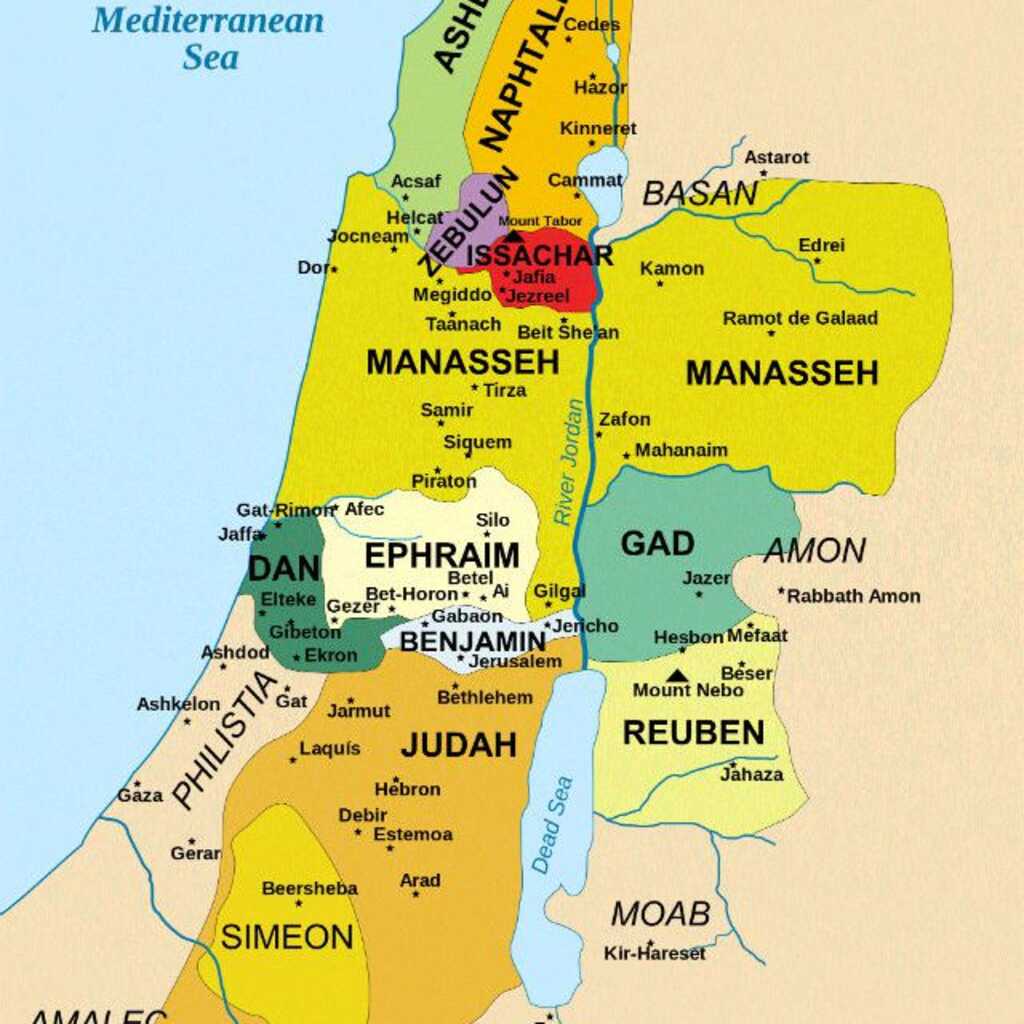 Mediterranean
Sea
ASHE
NAPHTALI
Cedes
Hazor
Kinneret
Cammat
Astarot
BASAN
Acsaf
Helcat
Jocneam
Dor
ZEBULUN
Mount Tabor
ISSACHAR
Jafia
Jezreel
Megiddo
Taanach
Beit She'an
Kamon
Edrei
Ramot de Galaad
MANASSEH
MANASSEH
Tirza
Samir
Siquem
Piraton
Zafon
Mahanaim
River Jordan
Gat-Rimon
Afec
Jaffa
Silo
DAN
EPHRAIM
GAD
AMON
Betel
Bet-Horon
Ai
Gilgal
Jazer
Rabbath Amon
Elteke
Gezer
Gibeton
Gabaon
Jericho
BENJAMIN
Hesbon
Mefaat
Ashdod
Ekron
Jerusalem
Beser
Mount Nebo
Ashkelon
Gat
Jarmut
Bethlehem
PHILISTIA
Laquís
JUDAH
REUBEN
Jahaza
Gaza
Hebron
Debir
Estemoa
Dead Sea
Gerar
Beersheba
Arad
SIMEON
MOAB
Kir-Hareset
AMALEC